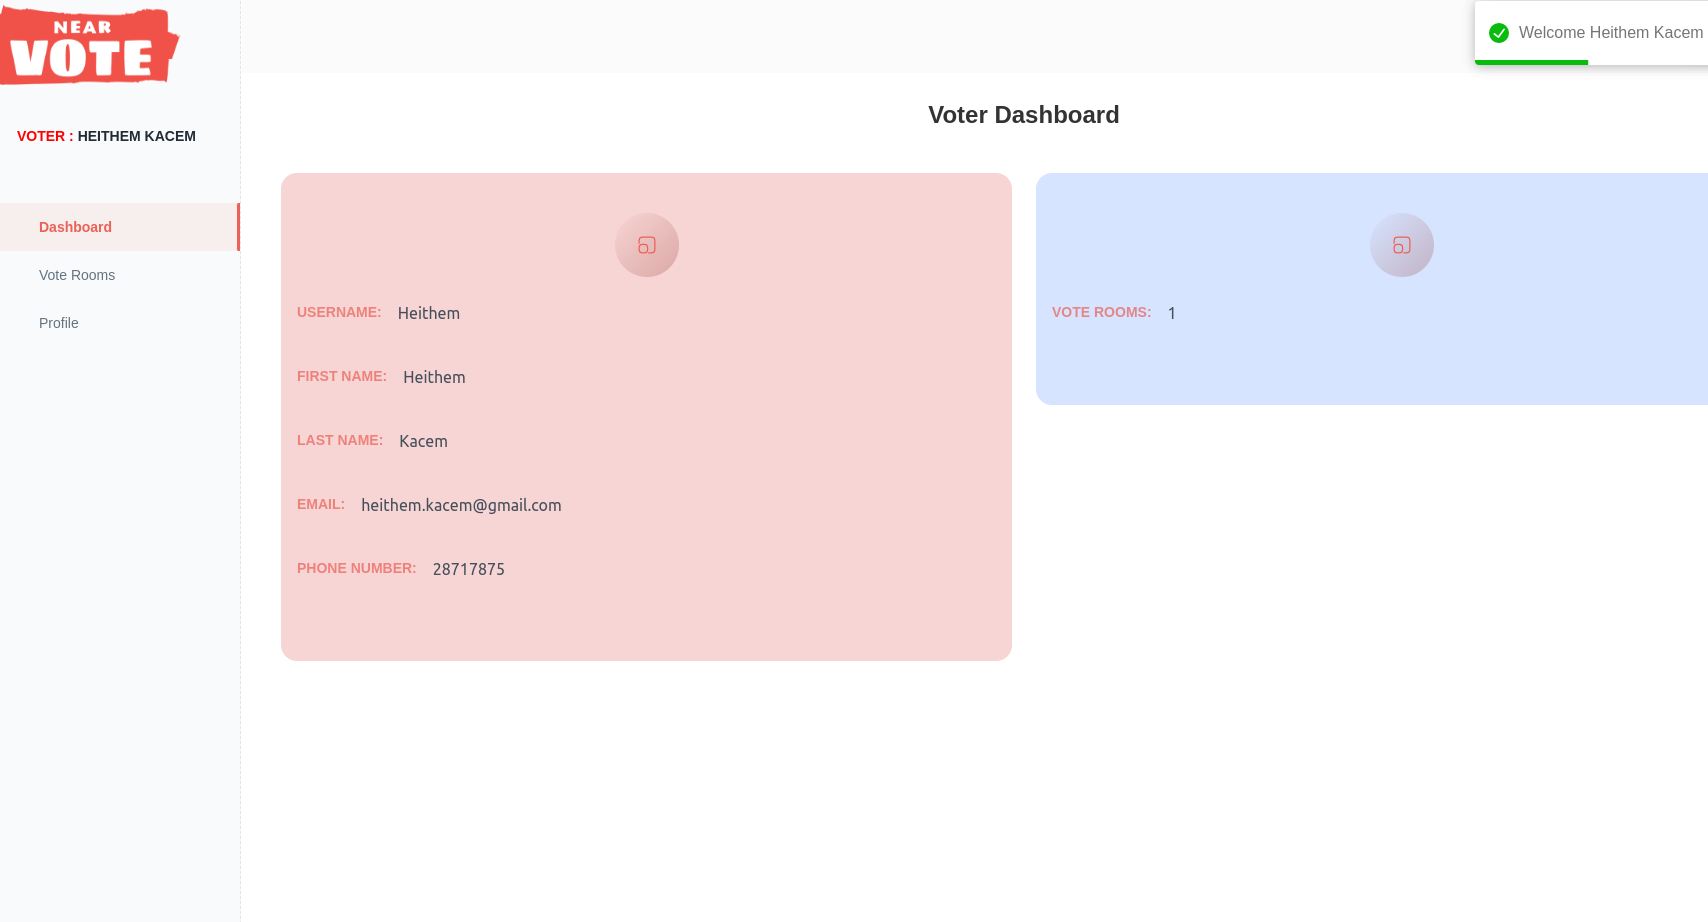 NEAR
VOTE
Welcome Heithem Kacem
VOTER : HEITHEM KACEM
Dashboard
Vote Rooms
Profile
Voter Dashboard
USERNAME: Heithem
FIRST NAME: Heithem
LAST NAME: Kacem
EMAIL: heithem.kacem@gmail.com
PHONE NUMBER: 28717875
VOTE ROOMS: 1